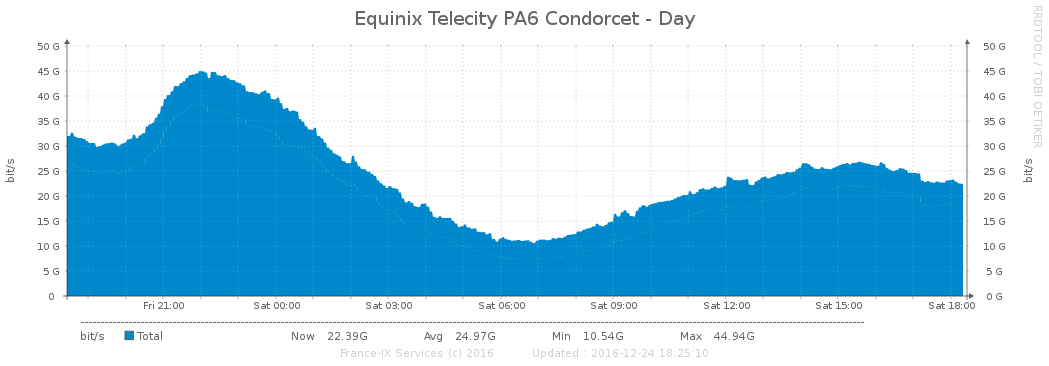 Equinix Telecity PA6 Condorcet - Day
RRDTOOL / TOBI OETIKER
50 G 50 G
45 G 45 G
40 G 40 G
35 G 35 G
30 G 30 G
25 G 25 G
20 G 20 G
15 G 15 G
10 G 10 G
5 G 5 G
0 0 G
bit/s
bit/s
Fri 21:00 Sat 00:00 Sat 03:00 Sat 06:00 Sat 09:00 Sat 12:00 Sat 15:00 Sat 18:00
bit/s Total Now 22.39G Avg 24.97G Min 10.54G Max 44.94G
France-IX Services (c) 2016 Updated : 2016-12-24 18:25:10